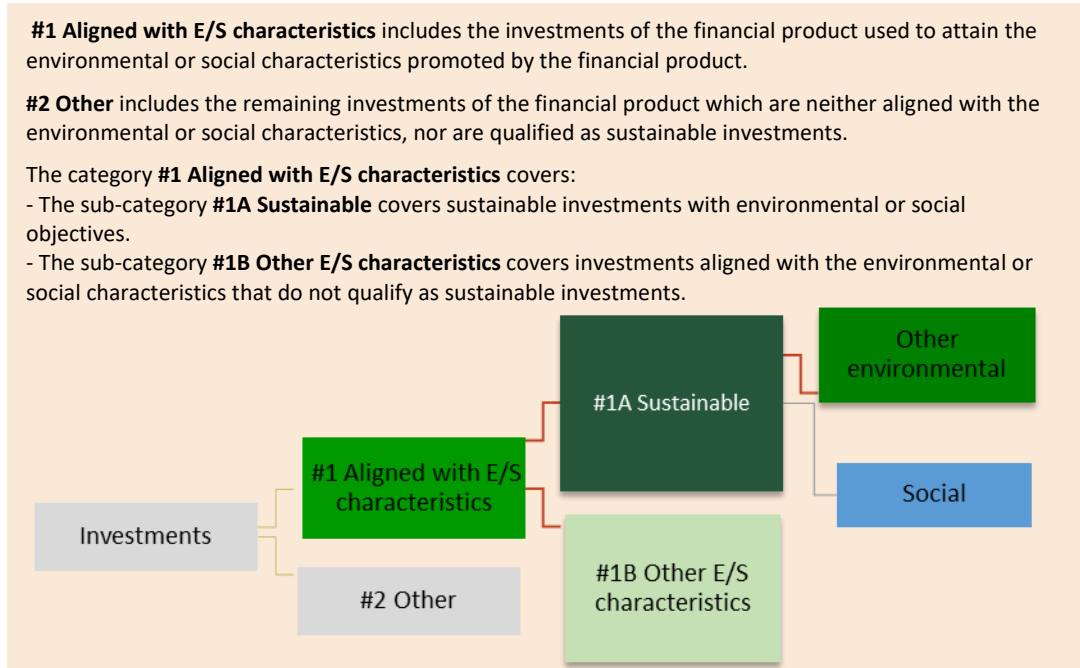 #1 Aligned with E/S characteristics includes the investments of the financial product used to attain the
environmental or social characteristics promoted by the financial product.
#2 Other includes the remaining investments of the financial product which are neither aligned with the
environmental or social characteristics, nor are qualified as sustainable investments.
The category #1 Aligned with E/S characteristics covers:
- The sub-category #1A Sustainable covers sustainable investments with environmental or social
objectives.
- The sub-category #1B Other E/S characteristics covers investments aligned with the environmental or
social characteristics that do not qualify as sustainable investments.
Investments
#1 Aligned with E/S
characteristics
#2 Other
#1A Sustainable
#1B Other E/S
characteristics
Other
environmental
Social